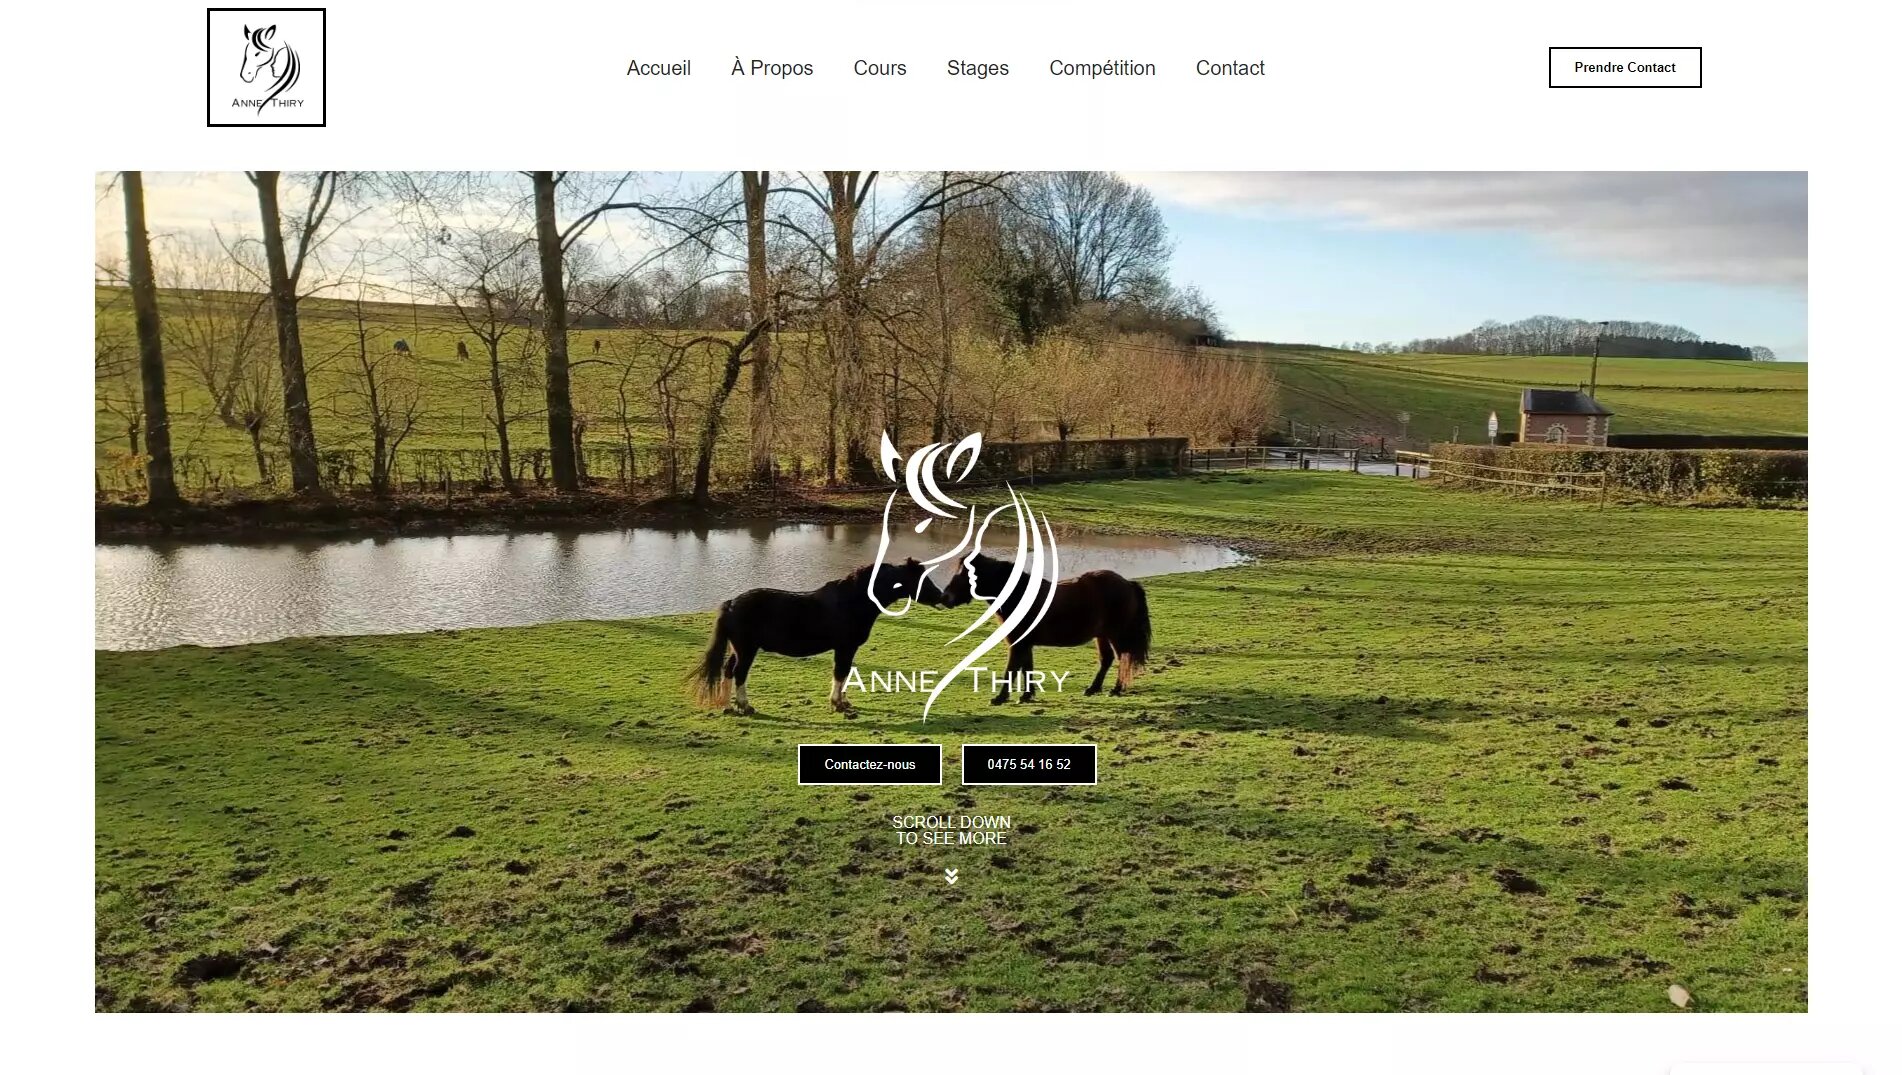 ANNE THIRY
Accueil
À Propos
Cours
Stages
Compétition
Contact
Prendre Contact
ANNE THIRY
Contactez-nous
0475 54 16 52
SCROLL DOWN
TO SEE MORE